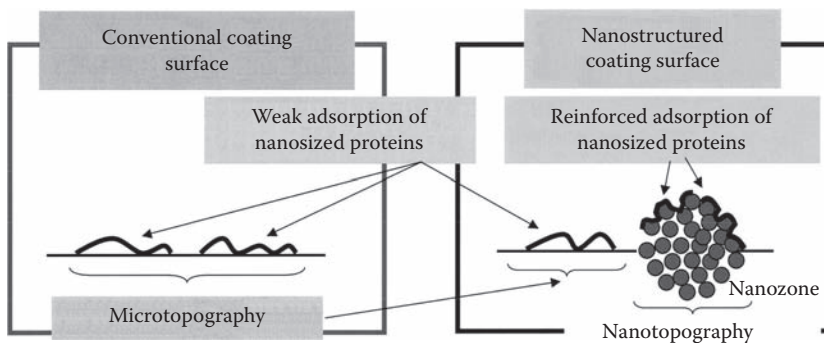 Conventional coating
surface
Nanostructured
coating surface
Weak adsorption of
nanosized proteins
Reinforced adsorption of
nanosized proteins
Microtopography
Nanozone
Nanotopography